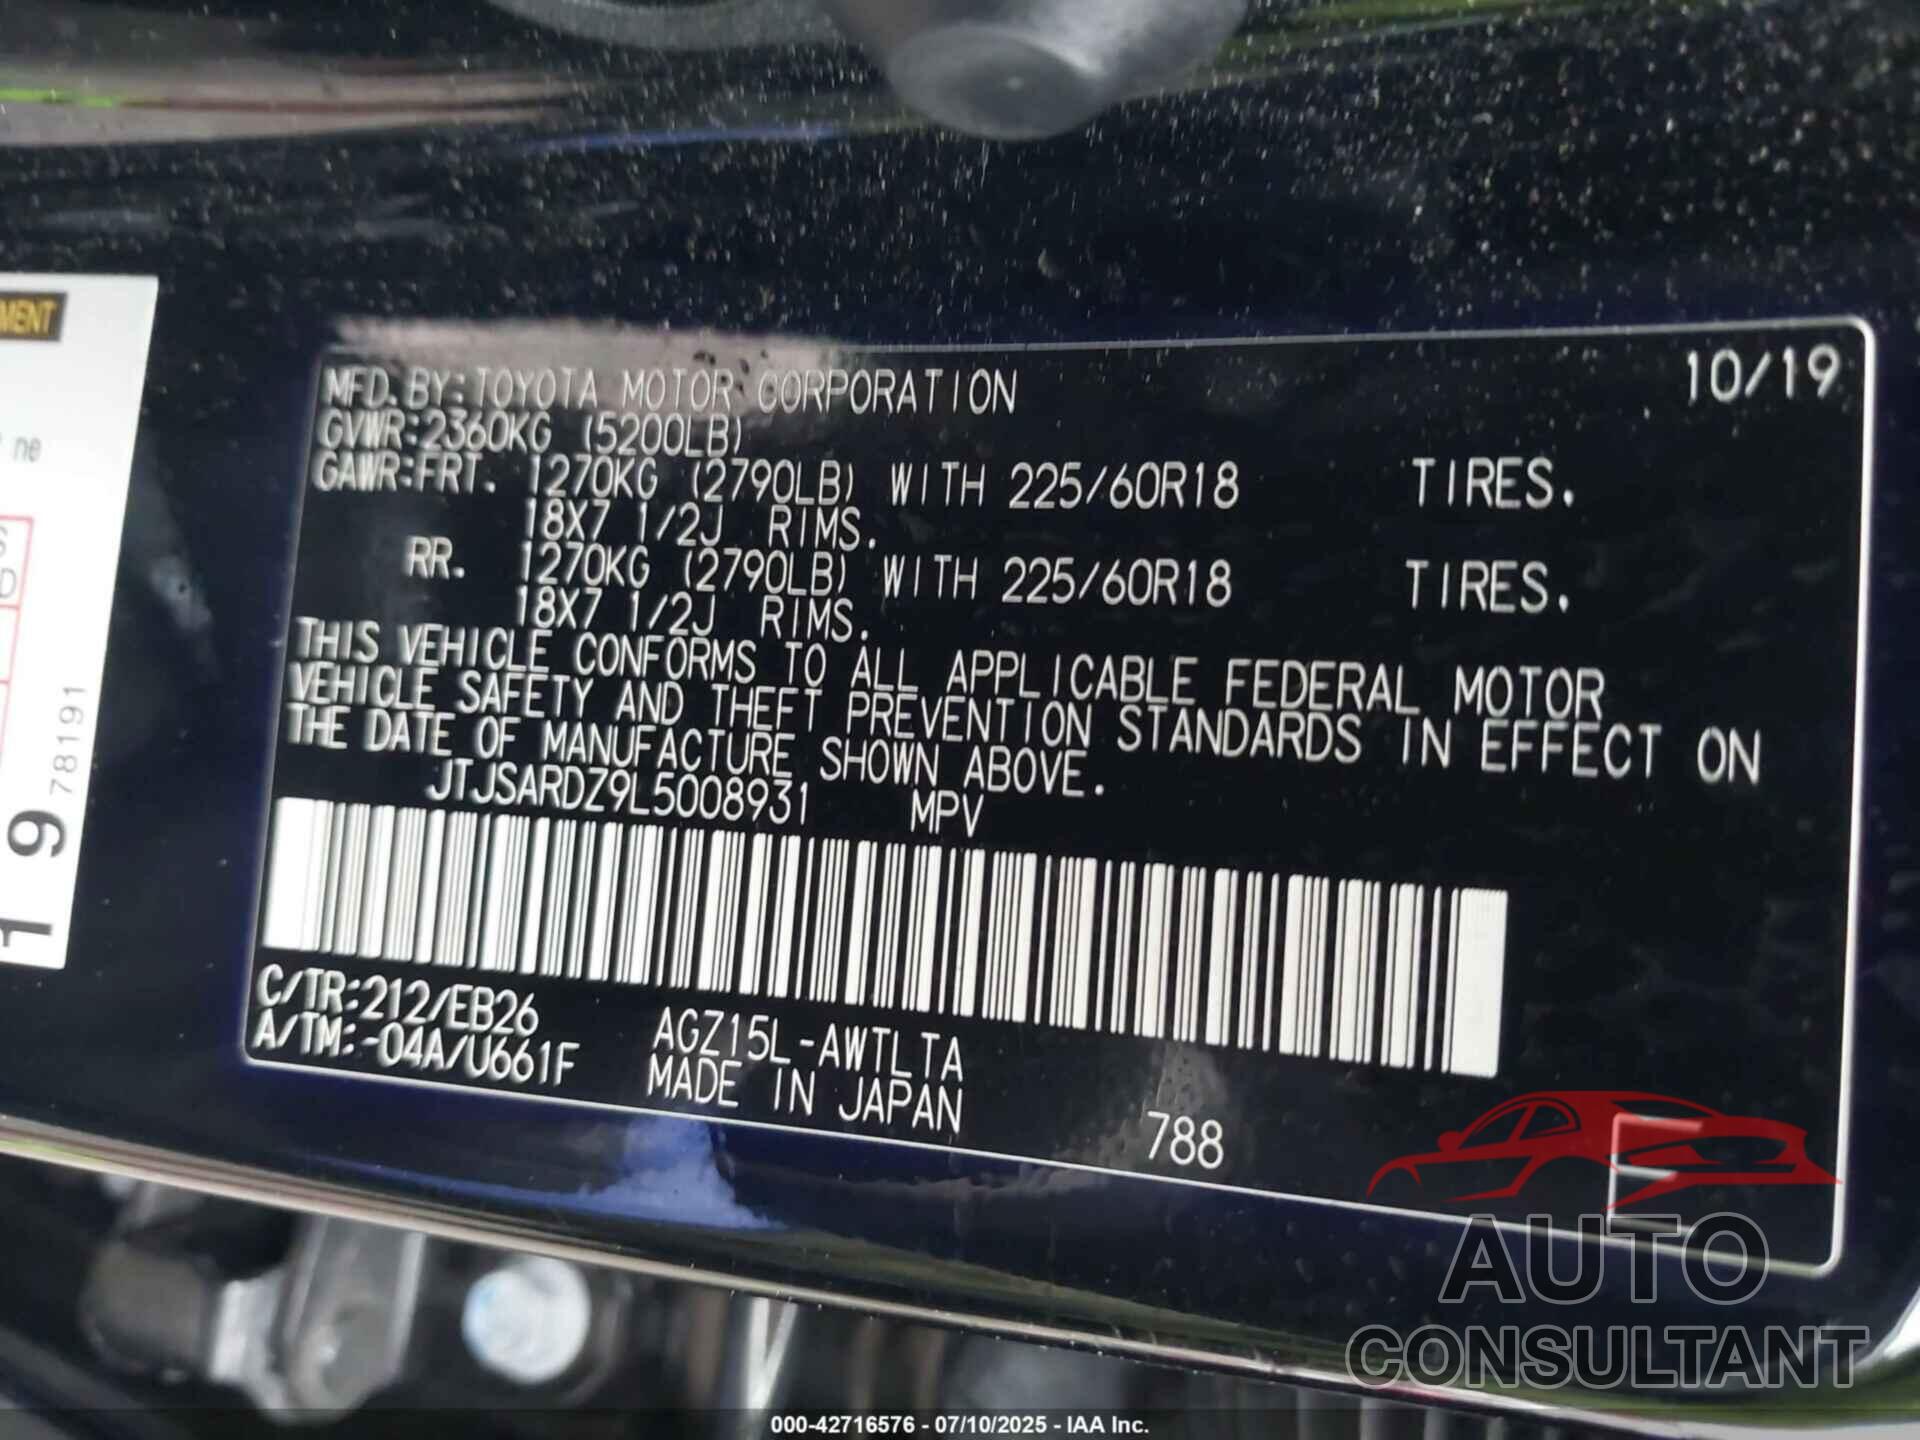 10/19
MFD. BY: TOYOTA MOTOR CORPORATION
GVWR: 2360KG (5200LB)
GAWR: FRT. 1270KG (2790LB) WITH 225/60R18 TIRES.
18X7 1/2J RIMS.
RR. 1270KG (2790LB) WITH 225/60R18 TIRES.
18X7 1/2J RIMS.
THIS VEHICLE CONFORMS TO ALL APPLICABLE FEDERAL MOTOR
VEHICLE SAFETY AND THEFT PREVENTION STANDARDS IN EFFECT ON
THE DATE OF MANUFACTURE SHOWN ABOVE.
JTJSARDZ9L5008931 MPV
C/TR: 212/EB26
A/TM: -04A/U661F
AGZ15L-AWTLTA
MADE IN JAPAN
788
E
MENT
ne
S
D
781191
19
AUTO
CONSULTANT
000-42716576 - 07/10/2025 - IAA Inc.